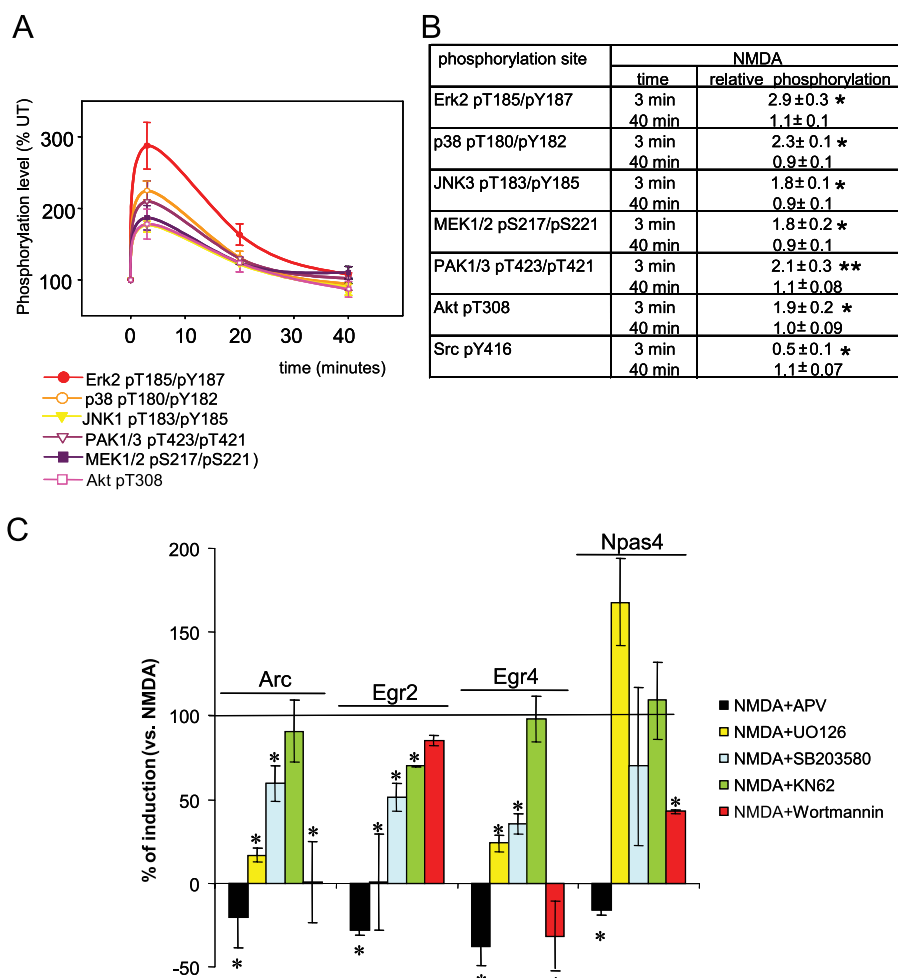 A
Phosphorylation level (% UT)
300
200
100
0 10 20 30 40
time (minutes)
Erk2 pT185/pY187
p38 pT180/pY182
JNK1 pT183/pY185
PAK1/3 pT423/pT421
MEK1/2 pS217/pS221)
Akt pT308
B
phosphorylation site NMDA
time relative phosphorylation
Erk2 pT185/pY187 3 min 2.9±0.3 *
40 min 1.1±0.1
p38 pT180/pY182 3 min 2.3±0.1 *
40 min 0.9±0.1
JNK3 pT183/pY185 3 min 1.8±0.1 *
40 min 0.9±0.1
MEK1/2 pS217/pS221 3 min 1.8±0.2 *
40 min 0.9±0.1
PAK1/3 pT423/pT421 3 min 2.1±0.3 **
40 min 1.1±0.08
Akt pT308 3 min 1.9±0.2 *
40 min 1.0±0.09
Src pY416 3 min 0.5±0.1 *
40 min 1.1±0.07
C
% of induction (vs. NMDA)
200
150
100
50
0
-50
Arc
Egr2
Egr4
Npas4
* * * *
* * * *
* * * *
* *
NMDA+APV
NMDA+UO126
NMDA+SB203580
NMDA+KN62
NMDA+Wortmannin